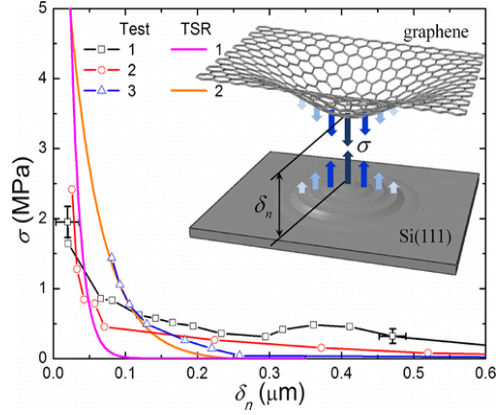 5
4
3
2
1
0
0.0 0.1 0.2 0.3 0.4 0.5 0.6
σ (MPa)
δn (μm)
Test TSR
1 1
2 2
3
graphene
σ
δn
Si(111)